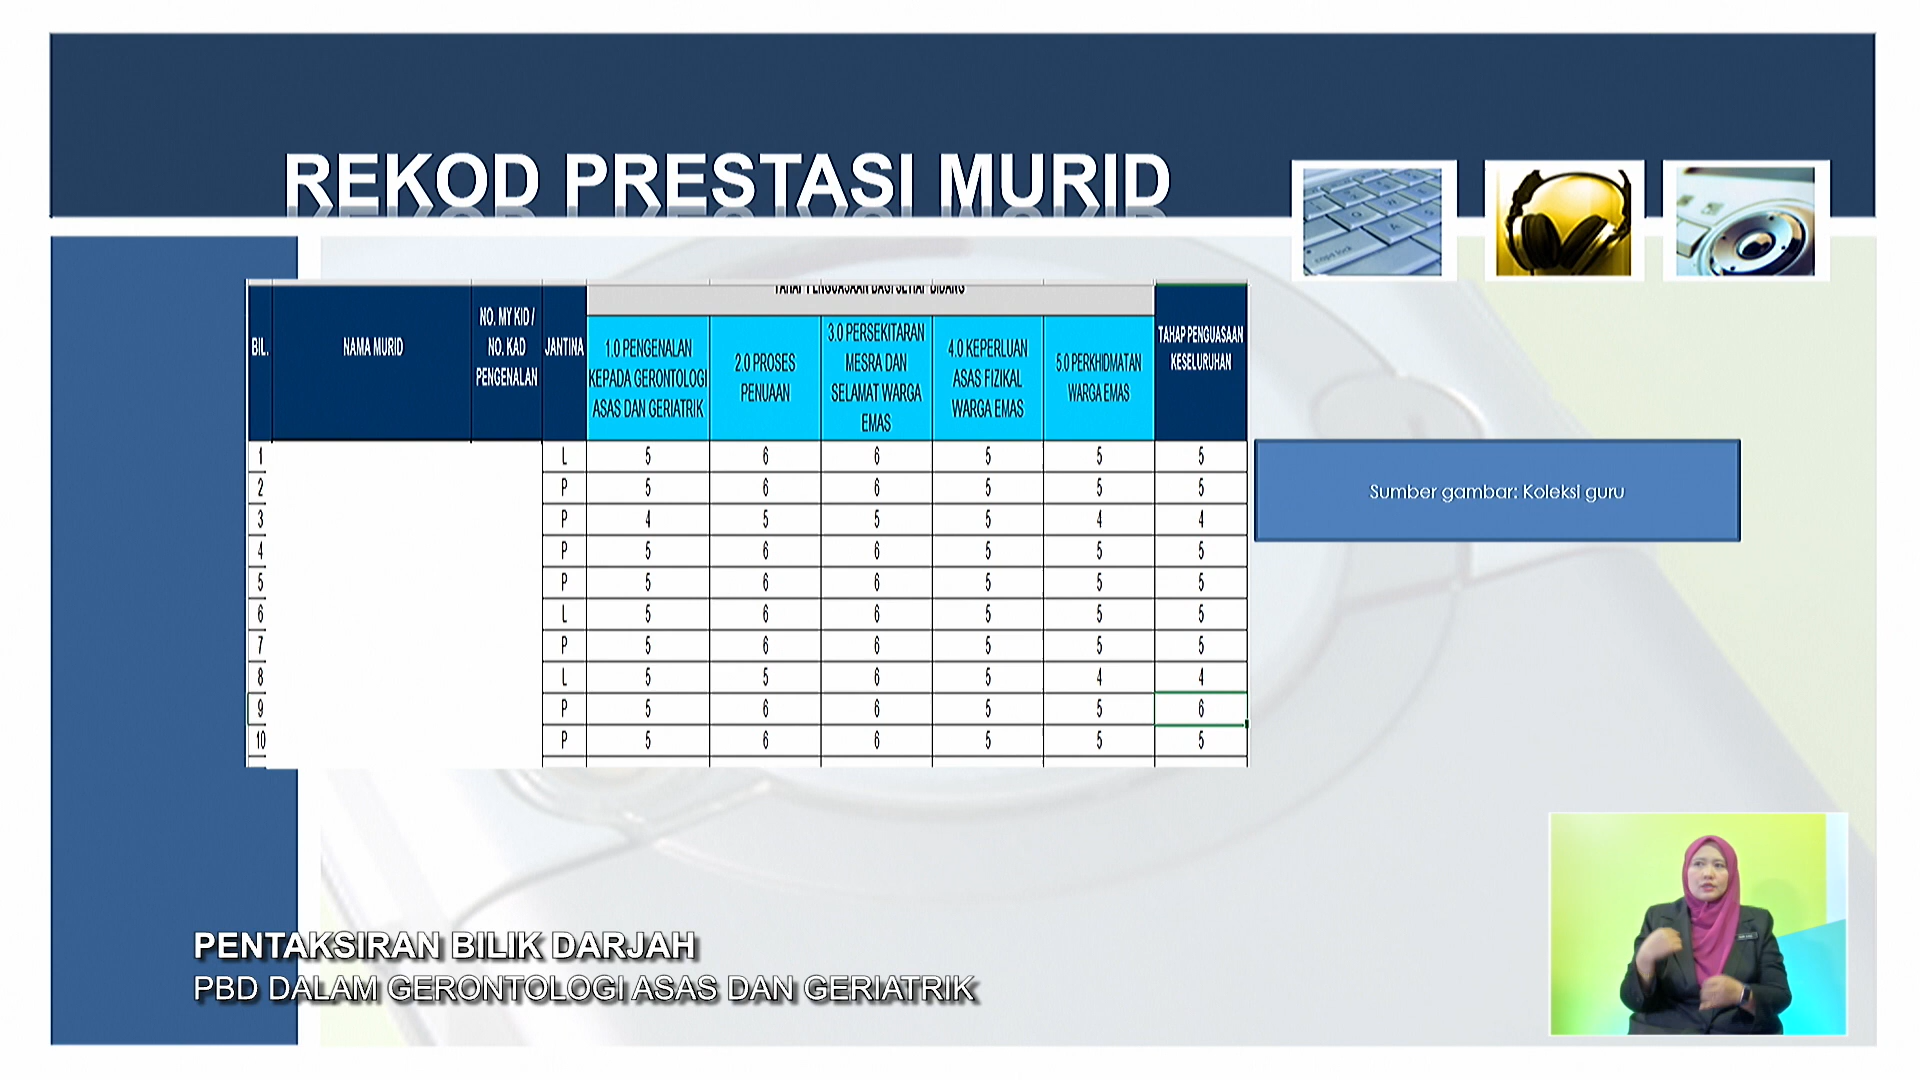 REKOD PRESTASI MURID
TAHAP PENGUASAAN BAGI SETIAP BIDANG
BIL.
NAMA MURID
NO. MY KID /
NO. KAD
PENGENALAN
JANTINA
1.0 PENGENALAN
KEPADA GERONTOLOGI
ASAS DAN GERIATRIK
2.0 PROSES
PENUAAN
3.0 PERSEKITARAN
MESRA DAN
SELAMAT WARGA
EMAS
4.0 KEPERLUAN
ASAS FIZIKAL
WARGA EMAS
5.0 PERKHIDMATAN
WARGA EMAS
TAHAP PENGUASAAN
KESELURUHAN
1 L 5 6 6 5 5 5
2 P 5 6 6 5 5 5
3 P 4 5 5 5 4 4
4 P 5 6 6 5 5 5
5 P 5 6 6 5 5 5
6 L 5 6 6 5 5 5
7 P 5 6 6 5 5 5
8 L 5 5 6 5 4 4
9 P 5 6 6 5 5 6
10 P 5 6 6 5 5 5
Sumber gambar: Koleksi guru
PENTAKSIRAN BILIK DARJAH
PBD DALAM GERONTOLOGI ASAS DAN GERIATRIK